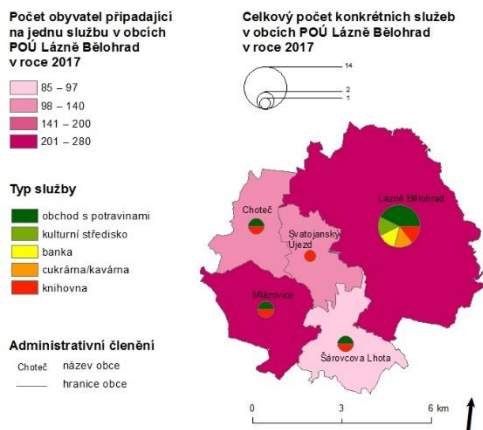 Počet obyvatel připadající
na jednu službu v obcích
POÚ Lázně Bělohrad
v roce 2017
85 – 97
98 – 140
141 – 200
201 – 280
Typ služby
obchod s potravinami
kulturní středisko
banka
cukrárna/kavárna
knihovna
Administrativní členění
Choteč název obce
hranice obce
Celkový počet konkrétních služeb
v obcích POÚ Lázně Bělohrad
v roce 2017
14
2
1
Lázně Bělohrad
Choteč
Svatojanský
Újezd
Mlázovice
Šárovcova Lhota
0 3 6 km